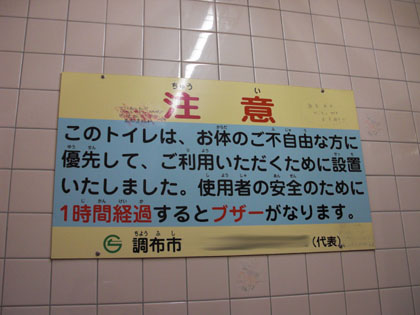 注意
このトイレは、お体のご不自由な方に
優先して、ご利用いただくために設置
いたしました。使用者の安全のために
1時間経過するとブザーがなります。
調布市 (代表)